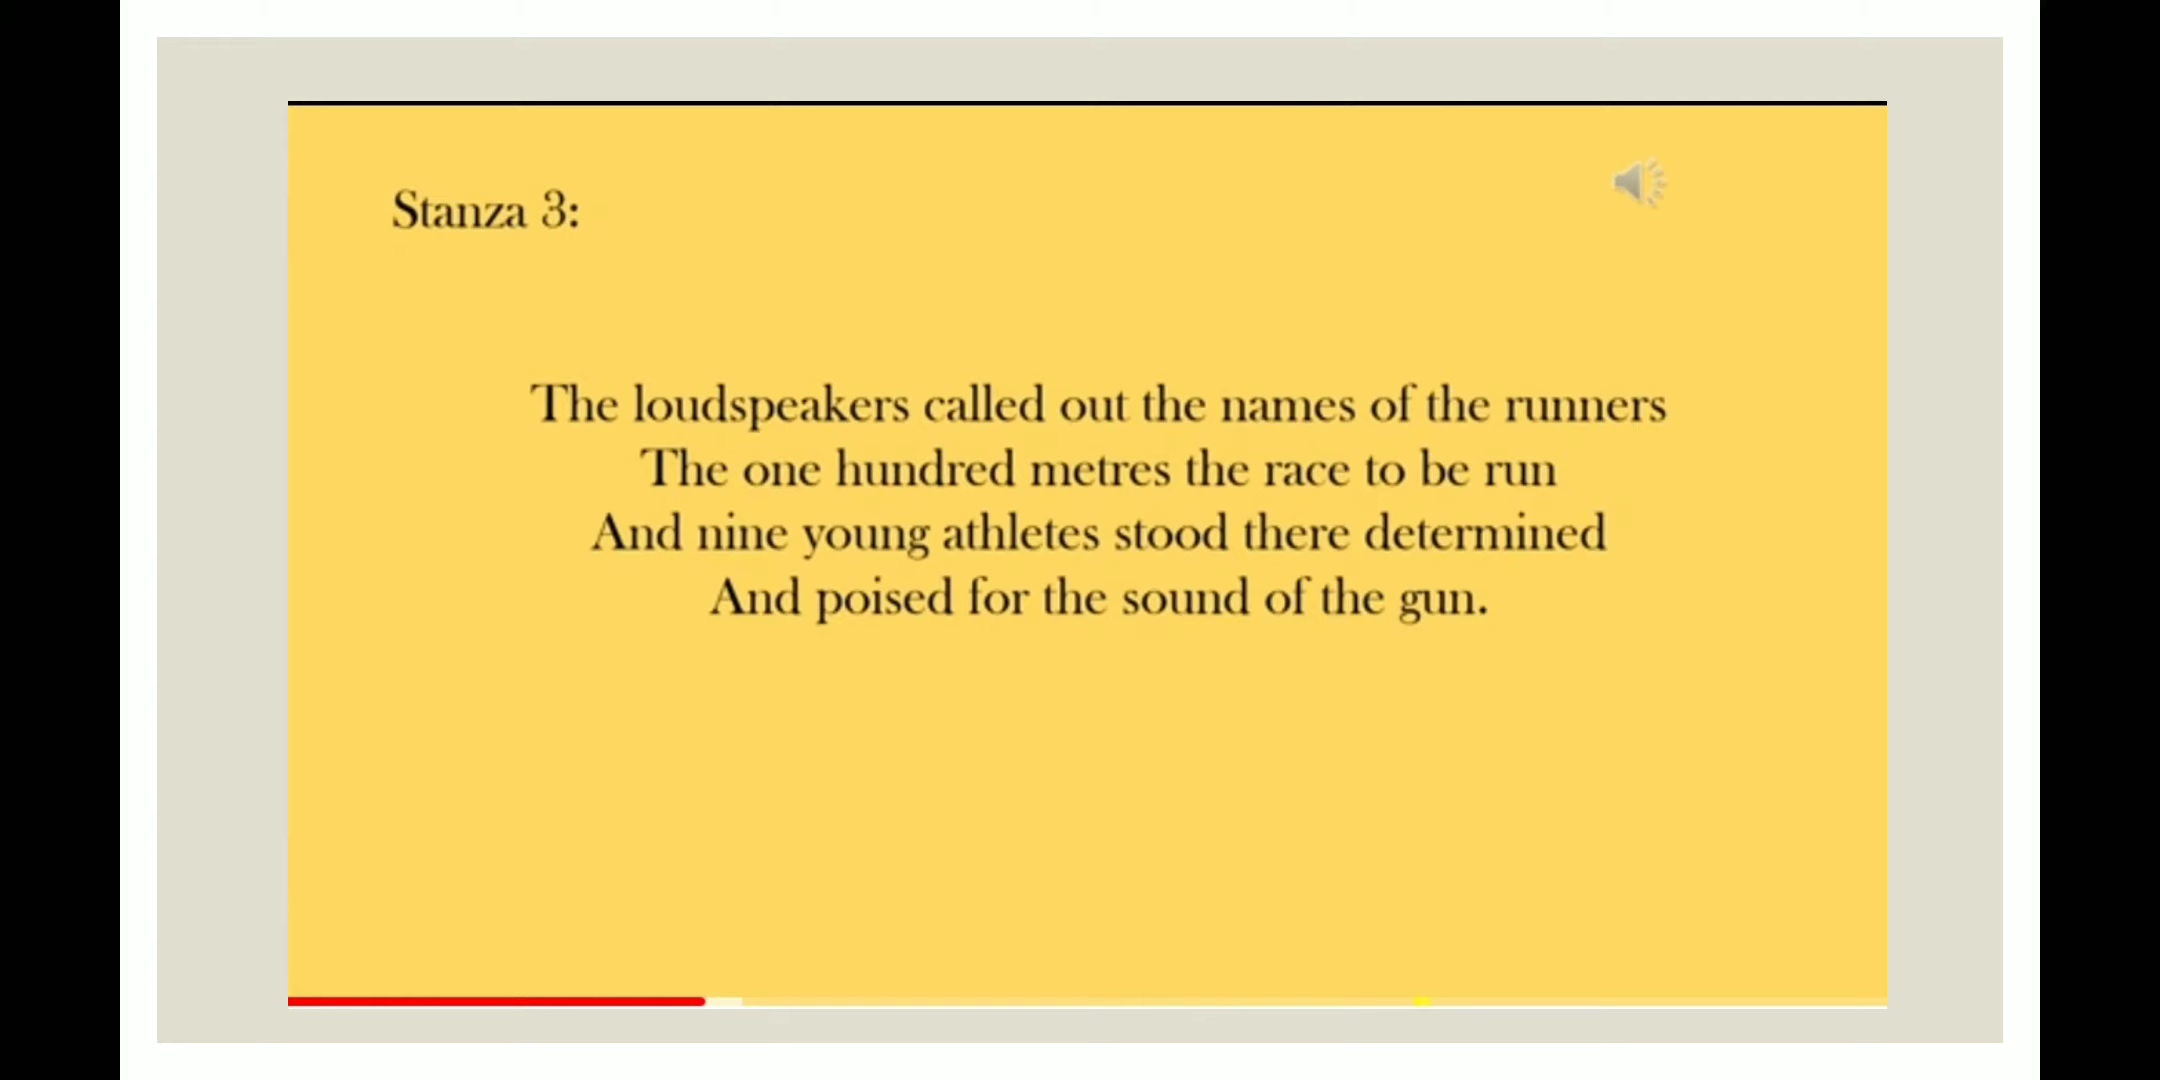 Stanza 3:
The loudspeakers called out the names of the runners
The one hundred metres the race to be run
And nine young athletes stood there determined
And poised for the sound of the gun.